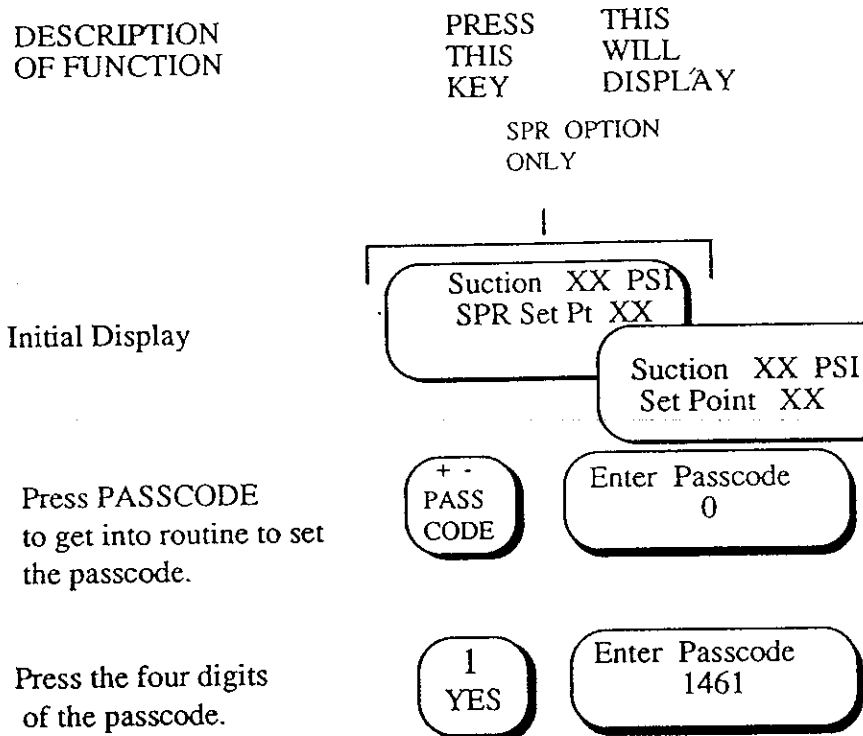 DESCRIPTION
OF FUNCTION
PRESS
THIS
KEY
THIS
WILL
DISPLAY
SPR OPTION
ONLY
Suction XX PSI
SPR Set Pt XX
Initial Display
Suction XX PSI
Set Point XX
Press PASSCODE
to get into routine to set
the passcode.
+ -
PASS
CODE
Enter Passcode
0
Press the four digits
of the passcode.
1
YES
Enter Passcode
1461